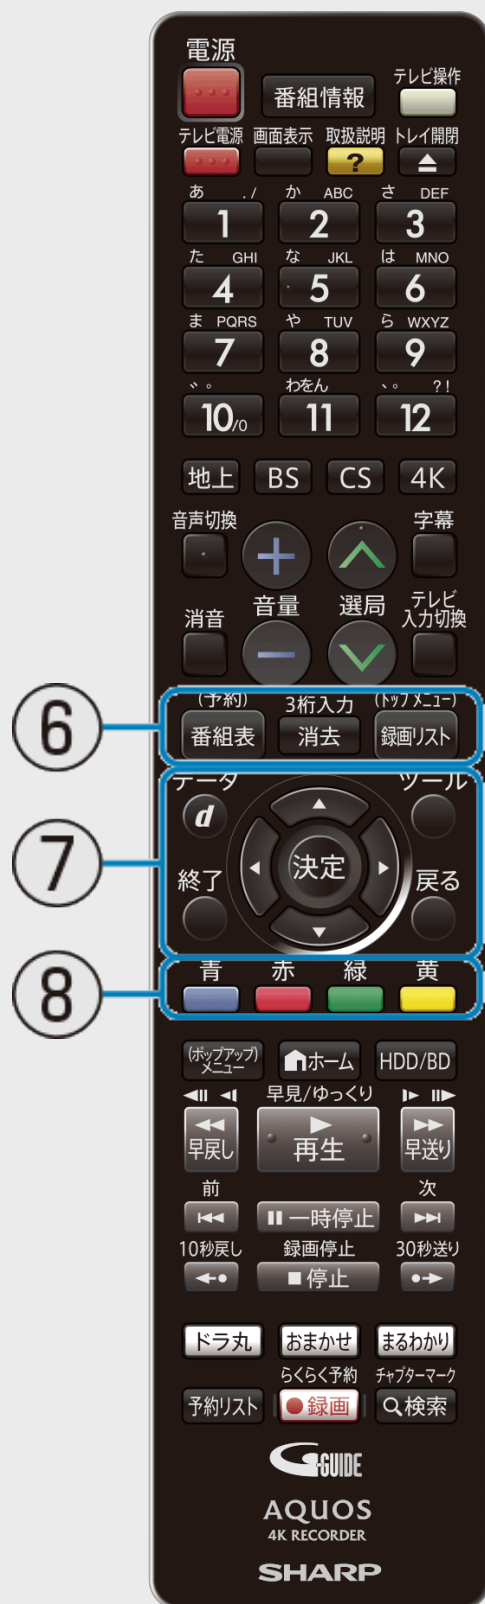 電源
番組情報
テレビ操作
テレビ電源 画面表示 取扱説明 トレイ開閉
?
あ ./ か ABC さ DEF
1 2 3
た GHI な JKL は MNO
4 5 6
ま PQRS や TUV ら WXYZ
7 8 9
゛゜ わをん 、。 ?!
10/0 11 12
地上 BS CS 4K
音声切換 字幕
+
消音 音量 選局 テレビ
入力切換
−
(予約) 3桁入力 (トップメニュー)
⑥ 番組表 消去 録画リスト
データ ツール
d
⑦ 決定
終了 戻る
青 赤 緑 黄
⑧
(ポップアップ)
メニュー ホーム HDD/BD
早見/ゆっくり
早戻し 再生 早送り
前 次
一時停止
10秒戻し 録画停止 30秒送り
停止
ドラ丸 おまかせ まるわかり
らくらく予約 チャプターマーク
予約リスト 録画 検索
G-GUIDE
AQUOS
4K RECORDER
SHARP